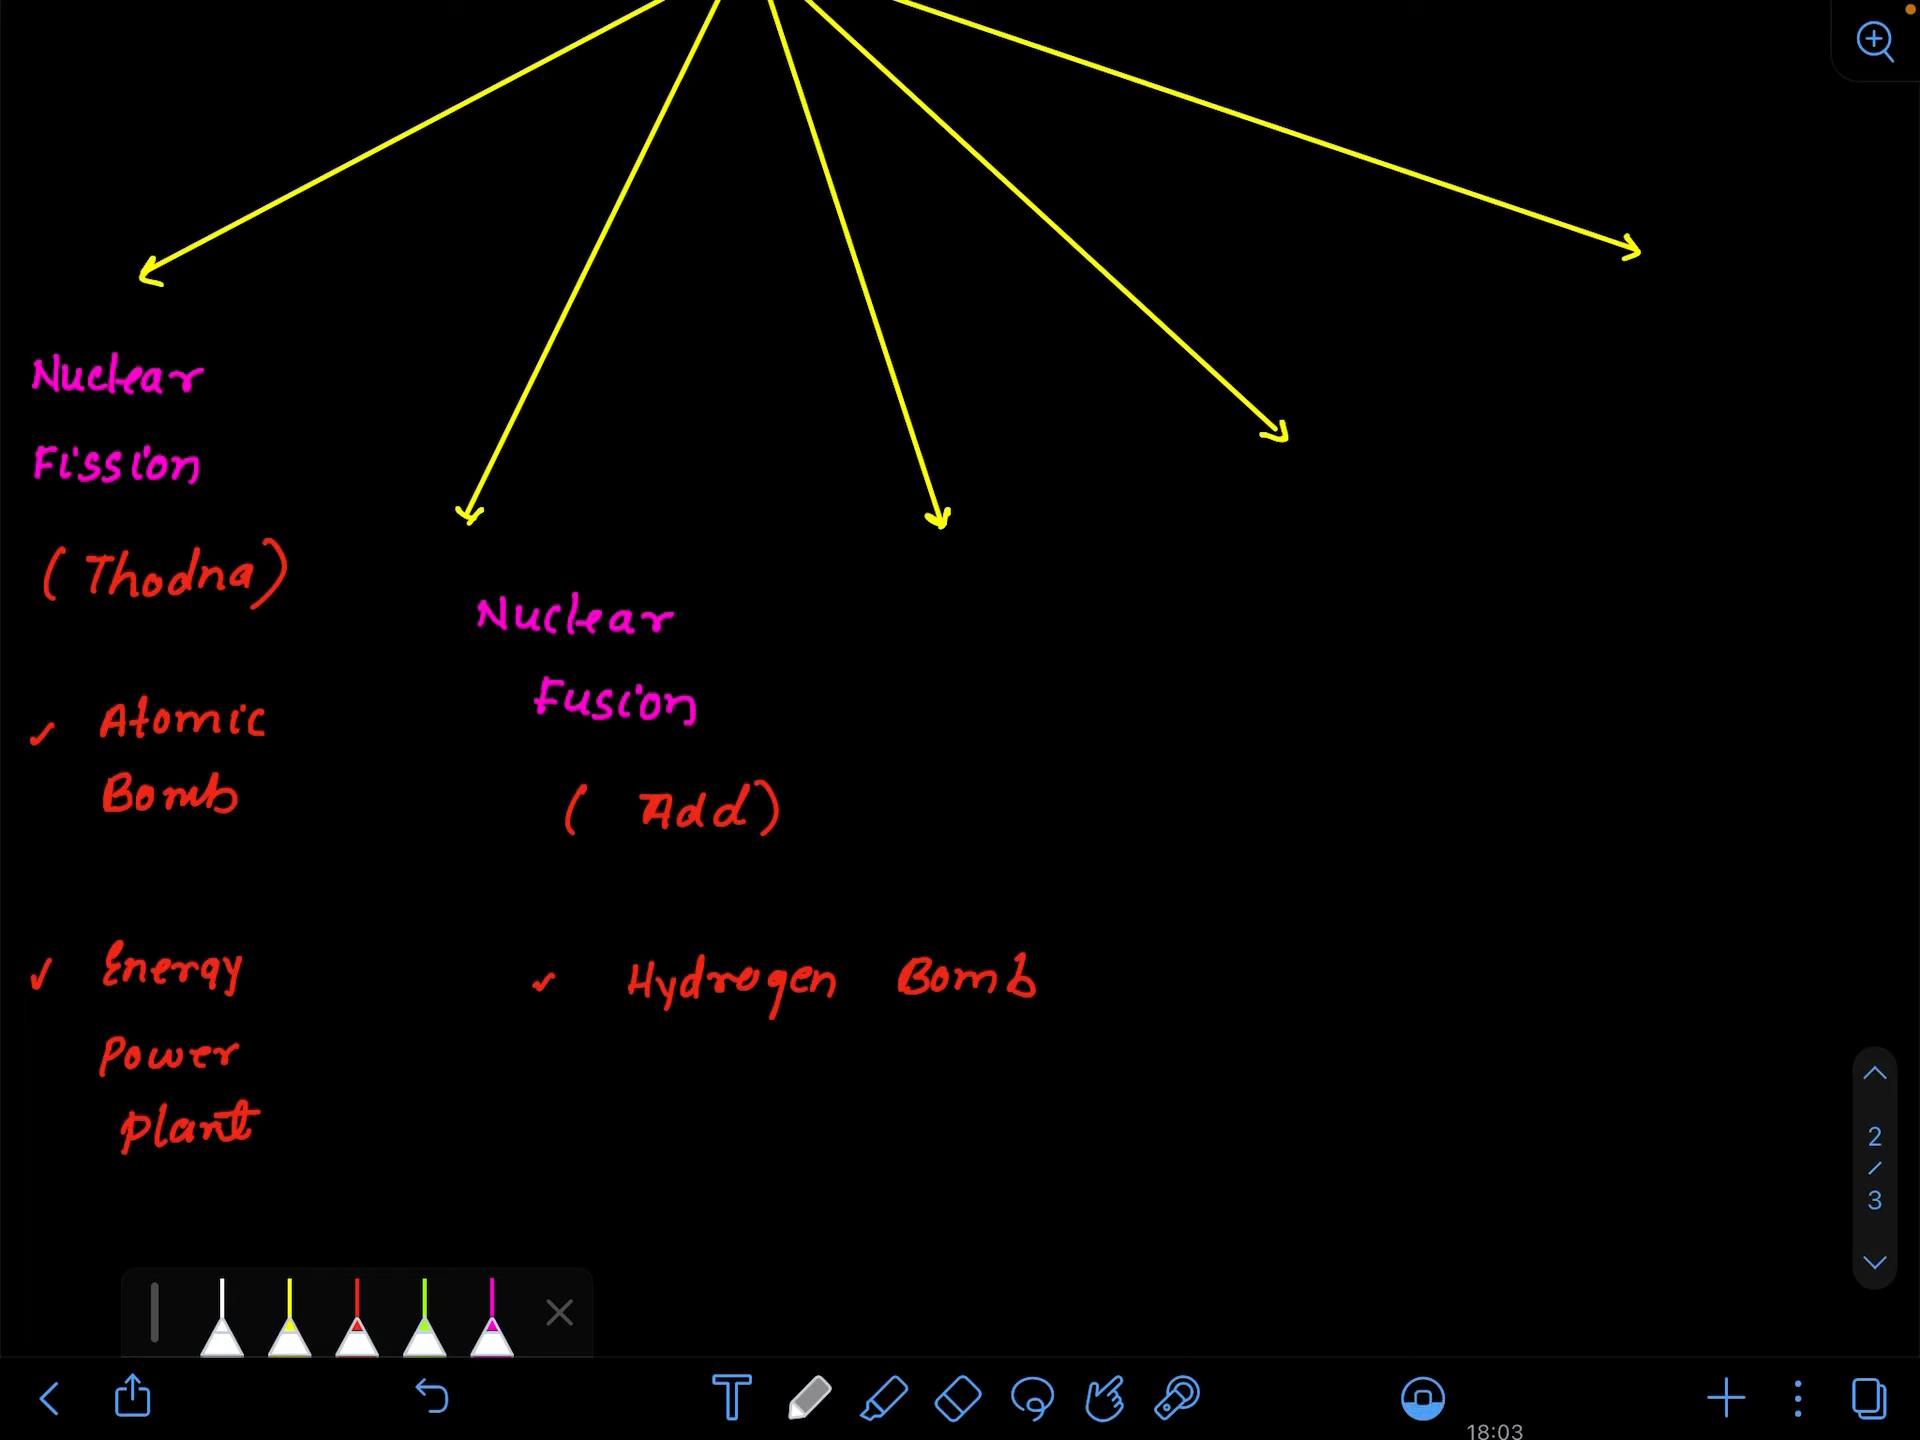 Nuclear
Fission
(Thodna)
Atomic
Bomb
Energy
Power
plant
Nuclear
Fusion
( Add)
Hydrogen Bomb
2
/
3
18:03